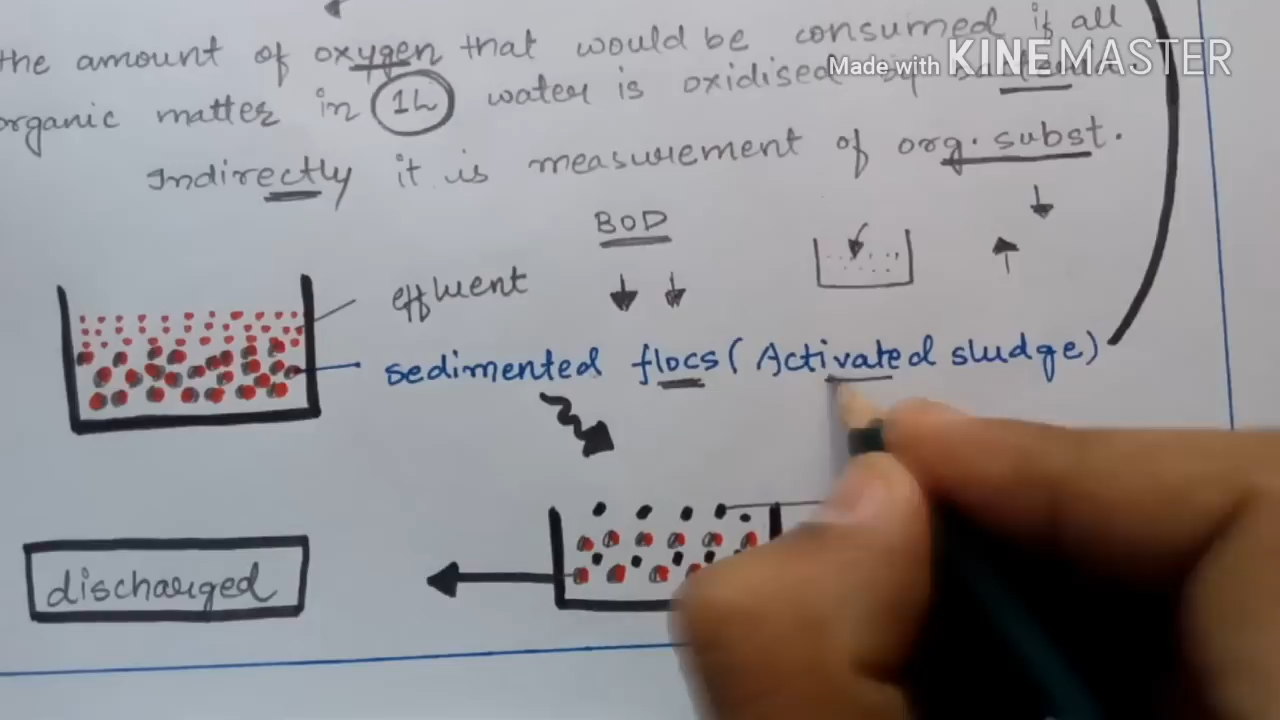 the amount of oxygen that would be consumed if all
Made with KINEMASTER
organic matter in 1L water is oxidised by
Indirectly it is measurement of org. subst.
BOD
effluent
sedimented flocs (Activated sludge)
discharged